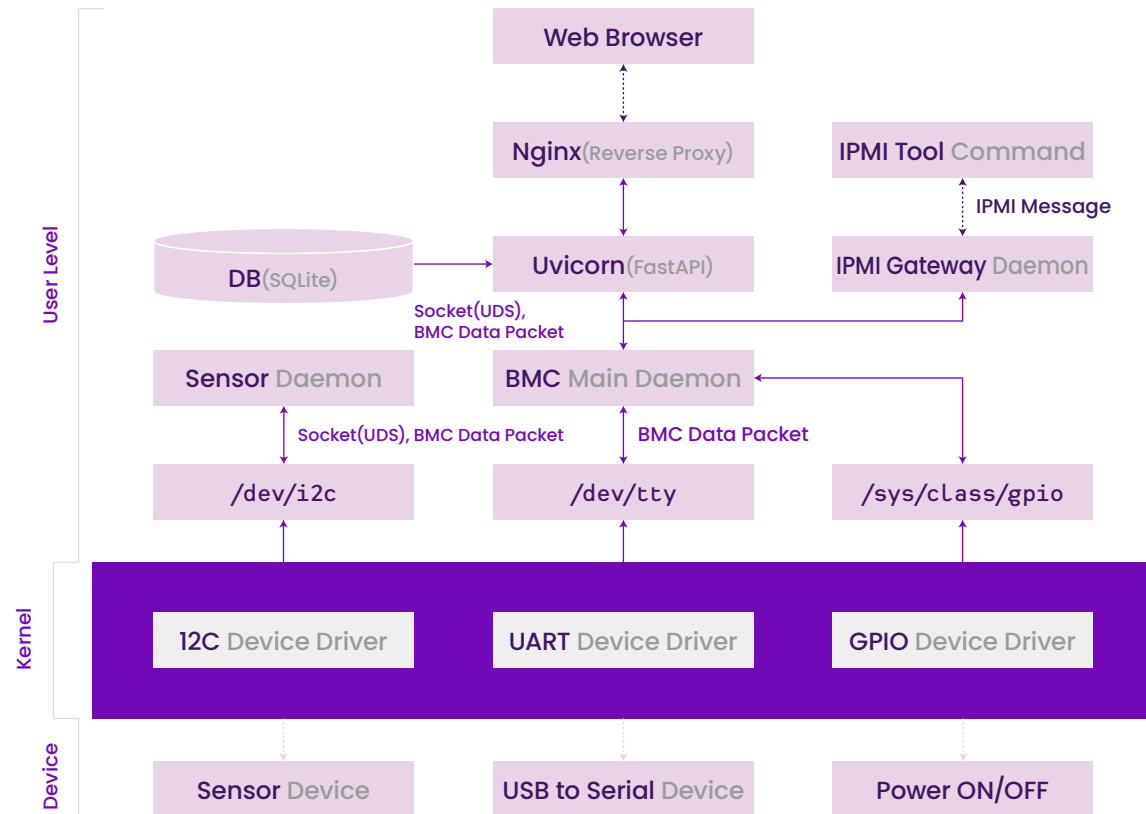 Web Browser
Nginx(Reverse Proxy)
IPMI Tool Command
IPMI Message
User Level
DB(SQLite)
Uvicorn(FastAPI)
IPMI Gateway Daemon
Socket(UDS),
BMC Data Packet
Sensor Daemon
BMC Main Daemon
Socket(UDS), BMC Data Packet
BMC Data Packet
/dev/i2c
/dev/tty
/sys/class/gpio
Kernel
12C Device Driver
UART Device Driver
GPIO Device Driver
Device
Sensor Device
USB to Serial Device
Power ON/OFF